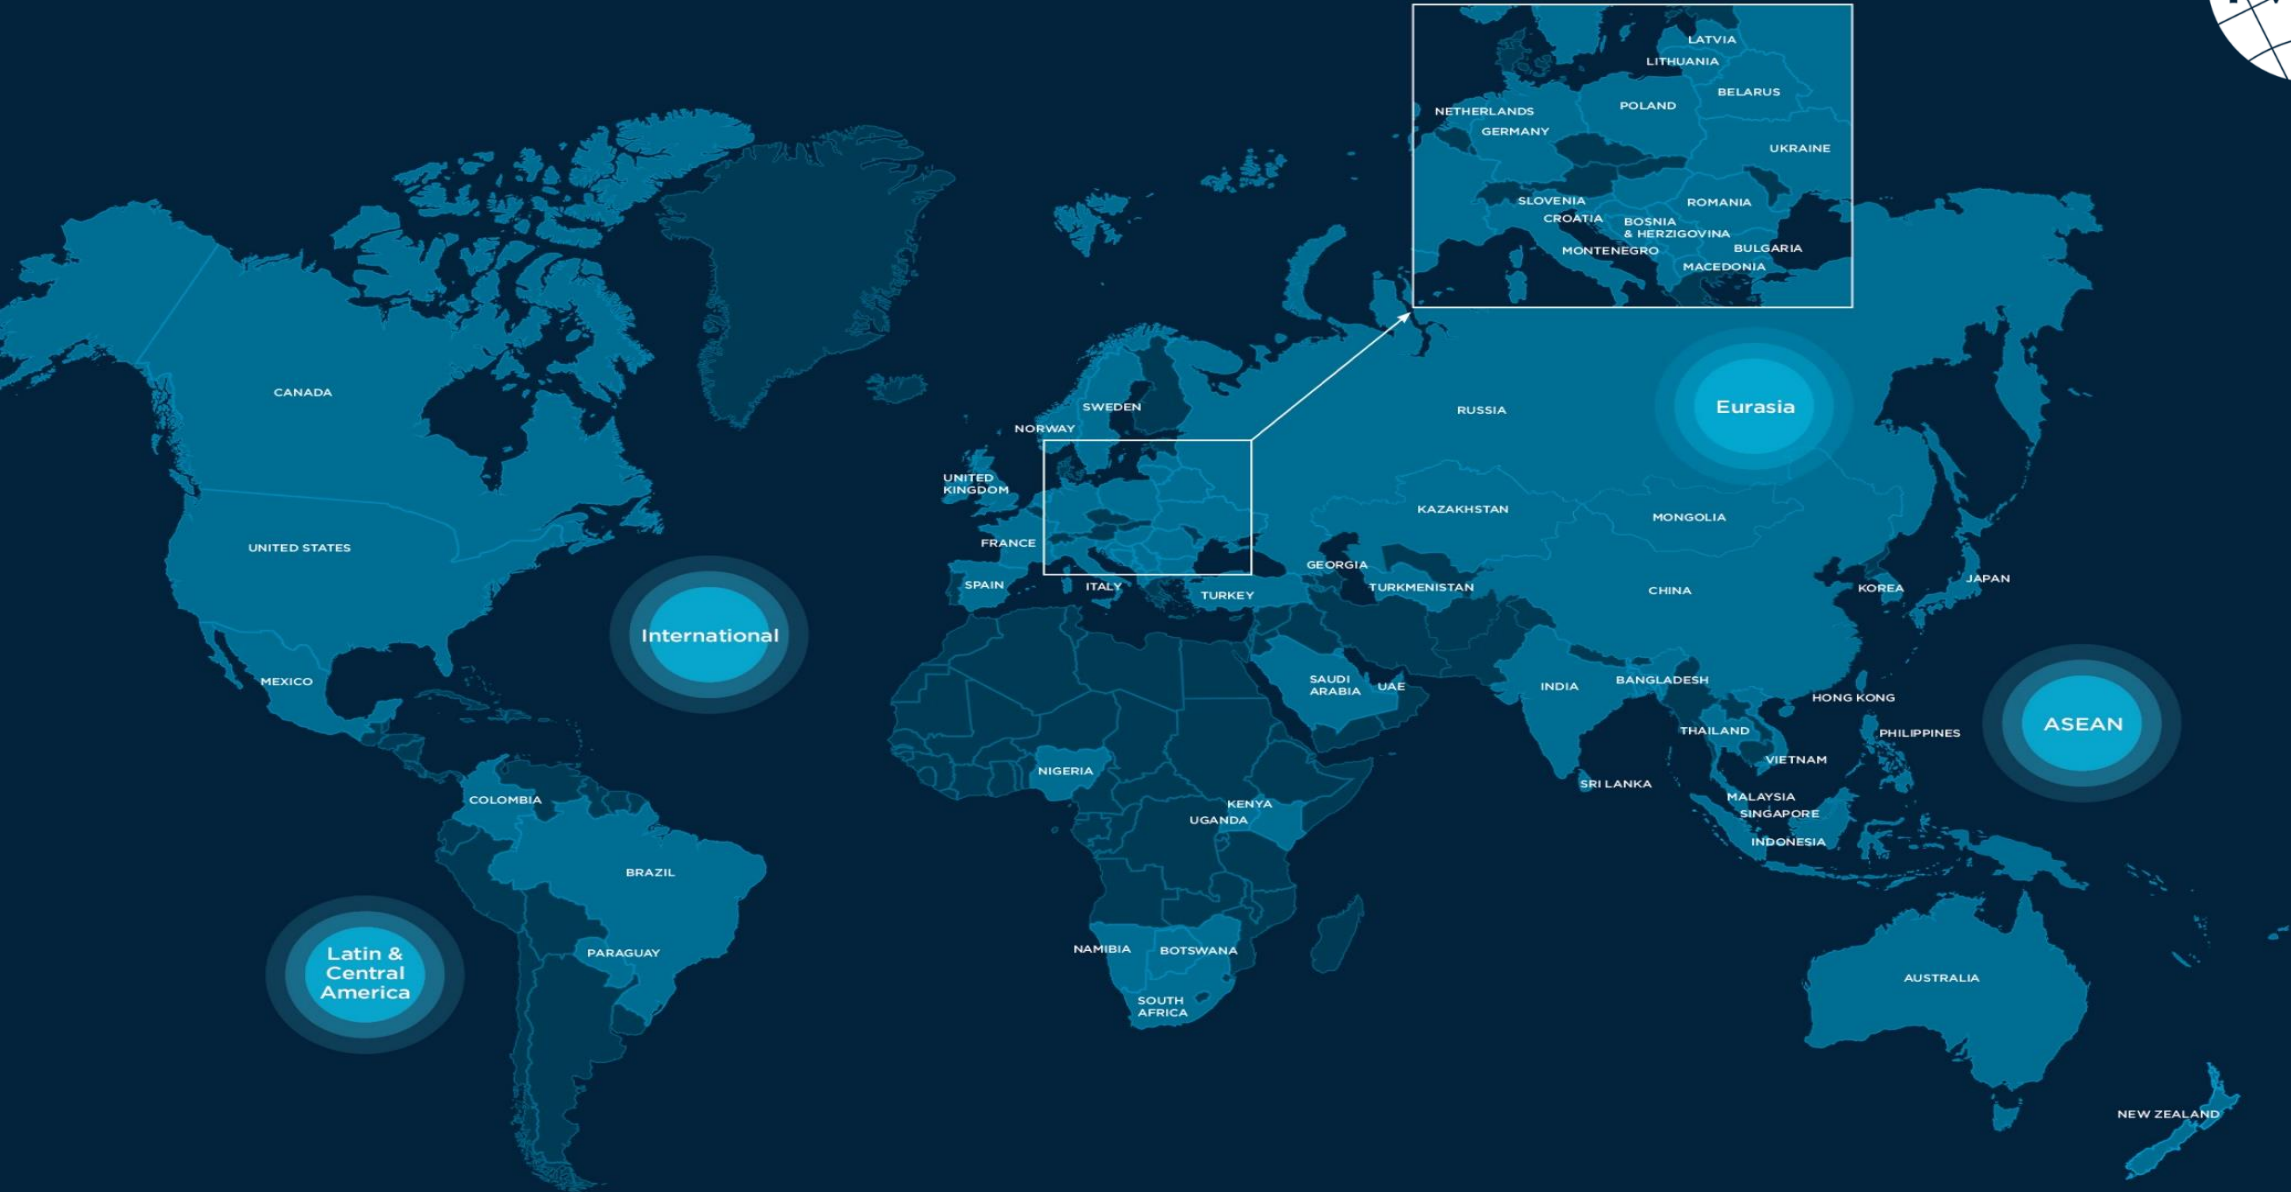 LATVIA
LITHUANIA
BELARUS
NETHERLANDS
POLAND
GERMANY
UKRAINE
SLOVENIA
ROMANIA
CROATIA
BOSNIA
& HERZIGOVINA
MONTENEGRO
BULGARIA
MACEDONIA
CANADA
SWEDEN
RUSSIA
Eurasia
NORWAY
UNITED
KINGDOM
KAZAKHSTAN
MONGOLIA
UNITED STATES
FRANCE
GEORGIA
SPAIN
ITALY
TURKEY
TURKMENISTAN
CHINA
KOREA
JAPAN
International
MEXICO
SAUDI
ARABIA
UAE
INDIA
BANGLADESH
HONG KONG
THAILAND
PHILIPPINES
ASEAN
VIETNAM
NIGERIA
SRI LANKA
COLOMBIA
KENYA
UGANDA
MALAYSIA
SINGAPORE
INDONESIA
BRAZIL
Latin &
Central
America
PARAGUAY
NAMIBIA
BOTSWANA
SOUTH
AFRICA
AUSTRALIA
NEW ZEALAND